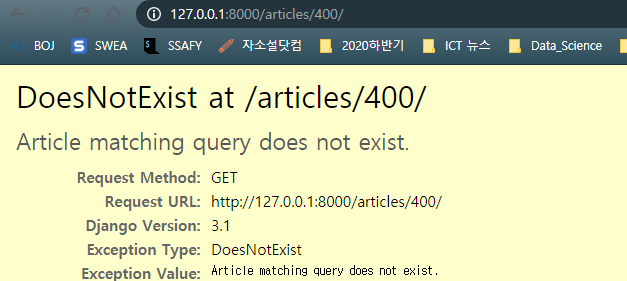 127.0.0.1:8000/articles/400/
BOJ SWEA SSAFY 자소설닷컴 2020하반기 ICT 뉴스 Data_Science
DoesNotExist at /articles/400/
Article matching query does not exist.
Request Method: GET
Request URL: http://127.0.0.1:8000/articles/400/
Django Version: 3.1
Exception Type: DoesNotExist
Exception Value: Article matching query does not exist.